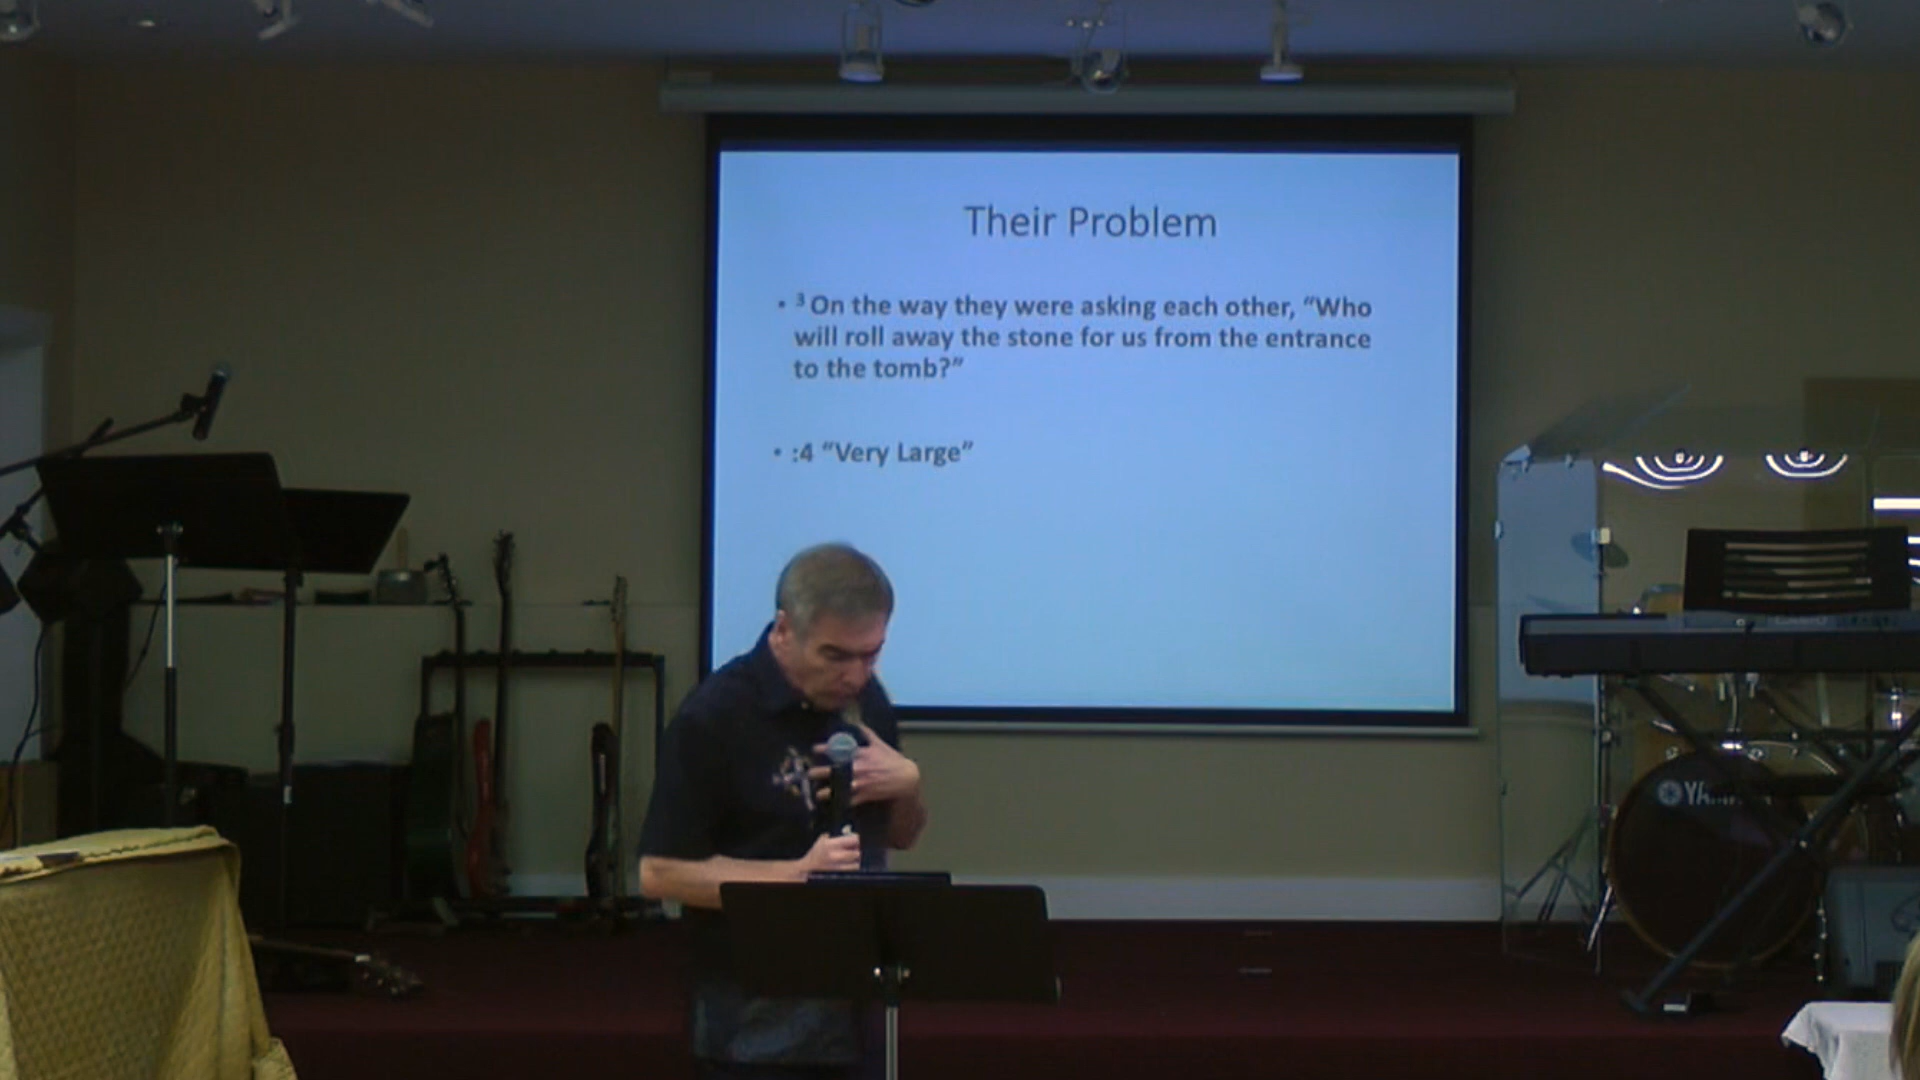 Their Problem
• ³ On the way they were asking each other, “Who
will roll away the stone for us from the entrance
to the tomb?”
• :4 “Very Large”
CASIO